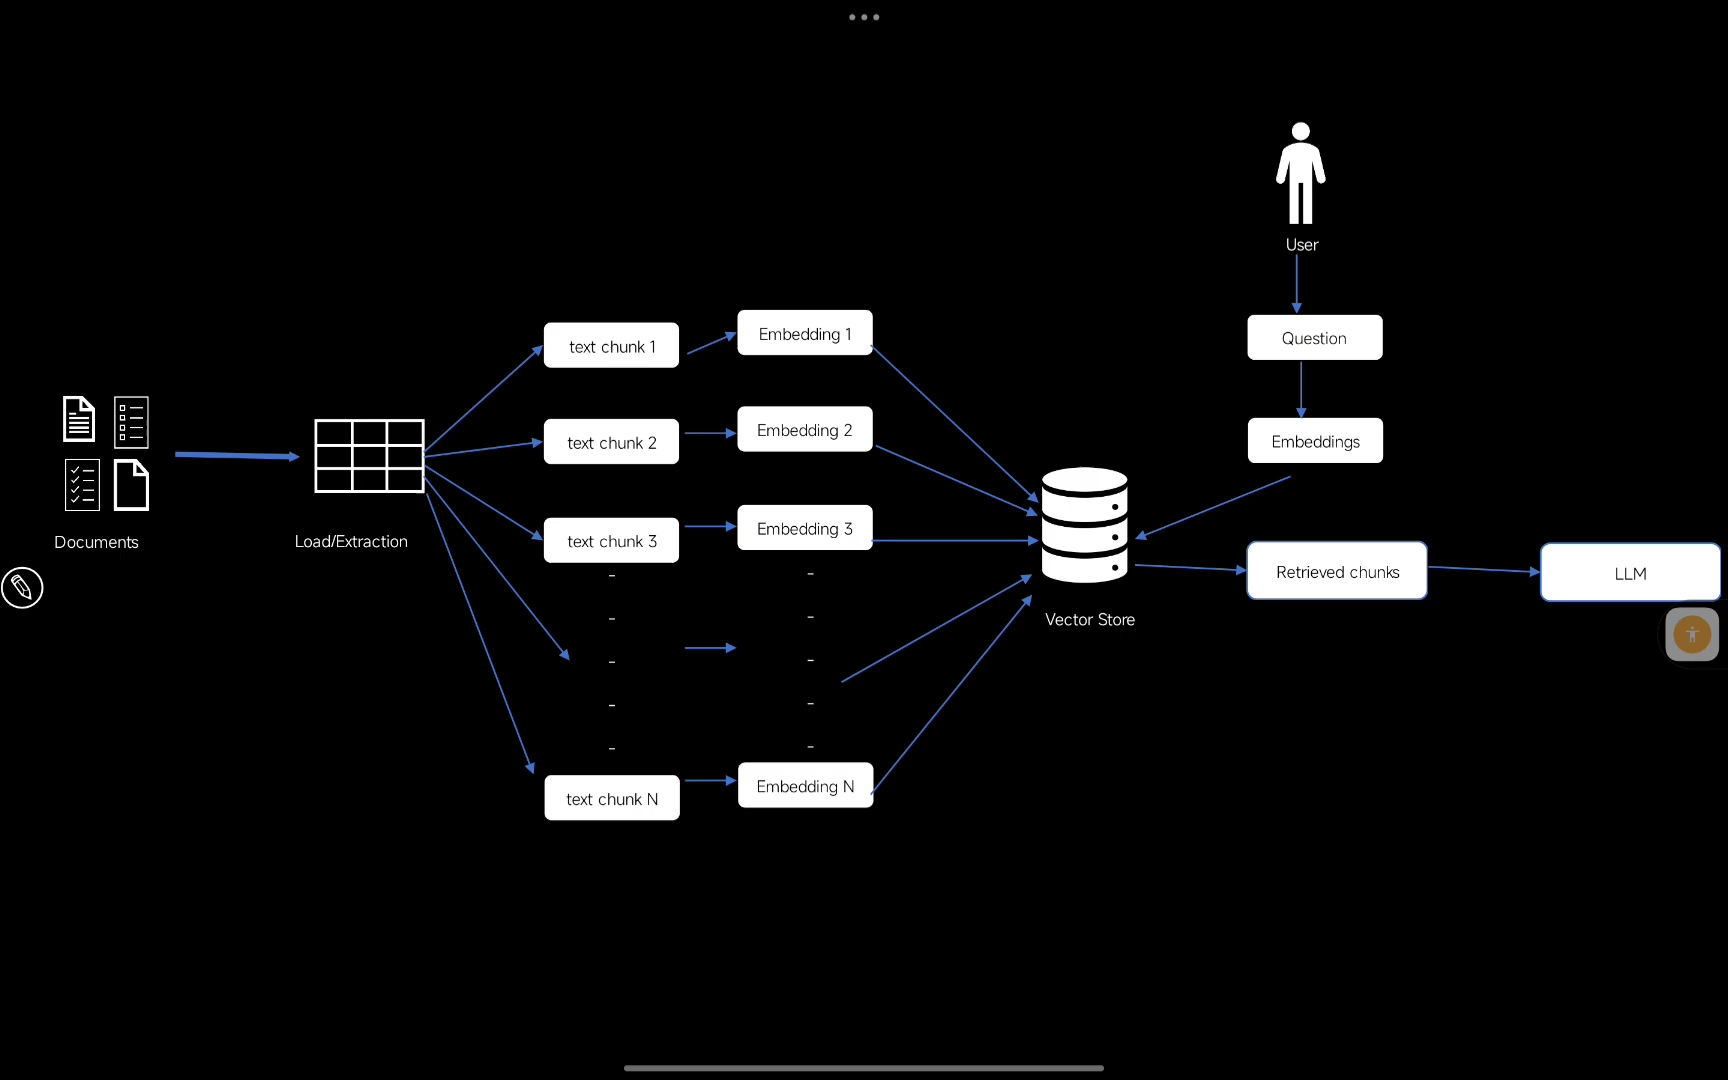 User
Question
Embeddings
Documents
Load/Extraction
text chunk 1
text chunk 2
text chunk 3
-
-
-
-
-
text chunk N
Embedding 1
Embedding 2
Embedding 3
-
-
-
-
-
Embedding N
Vector Store
Retrieved chunks
LLM